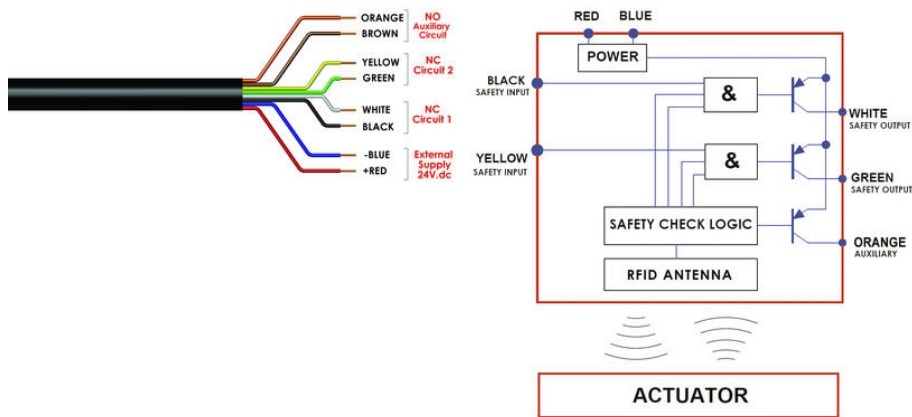 ORANGE
BROWN
NO
Auxiliary
Circuit
YELLOW
GREEN
NC
Circuit 2
WHITE
BLACK
NC
Circuit 1
-BLUE
+RED
External
Supply
24V.dc
RED BLUE
POWER
BLACK
SAFETY INPUT
&
WHITE
SAFETY OUTPUT
YELLOW
SAFETY INPUT
&
GREEN
SAFETY OUTPUT
SAFETY CHECK LOGIC
ORANGE
AUXILIARY
RFID ANTENNA
ACTUATOR